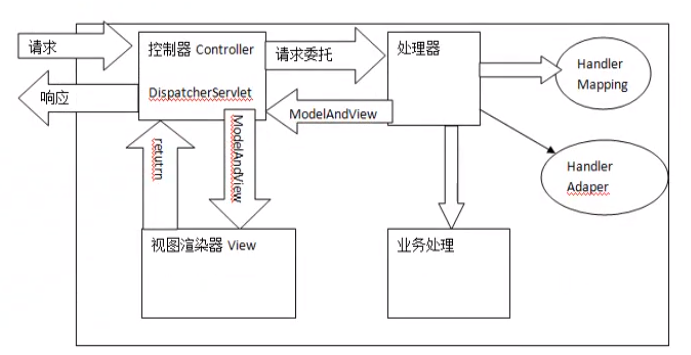 请求
控制器 Controller
请求委托
处理器
Handler
Mapping
响应
DispatcherServlet
ModelAndView
ModelAndView
retutrn
Handler
Adaper
视图渲染器 View
业务处理